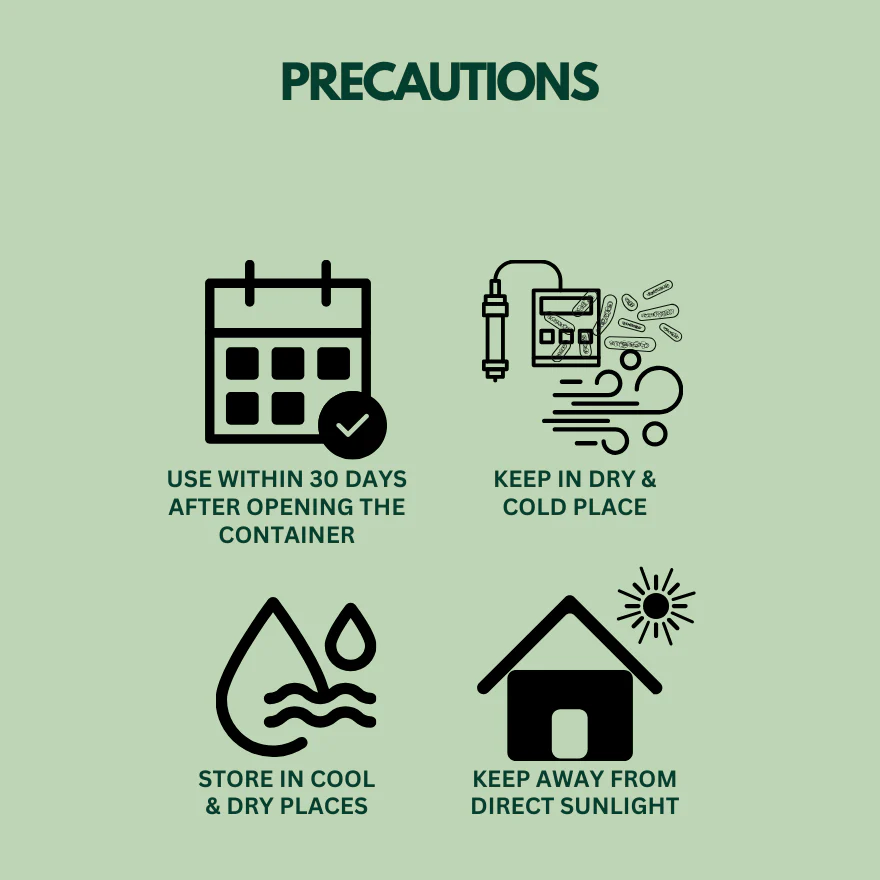 PRECAUTIONS
USE WITHIN 30 DAYS
AFTER OPENING THE
CONTAINER
KEEP IN DRY &
COLD PLACE
STORE IN COOL
& DRY PLACES
KEEP AWAY FROM
DIRECT SUNLIGHT